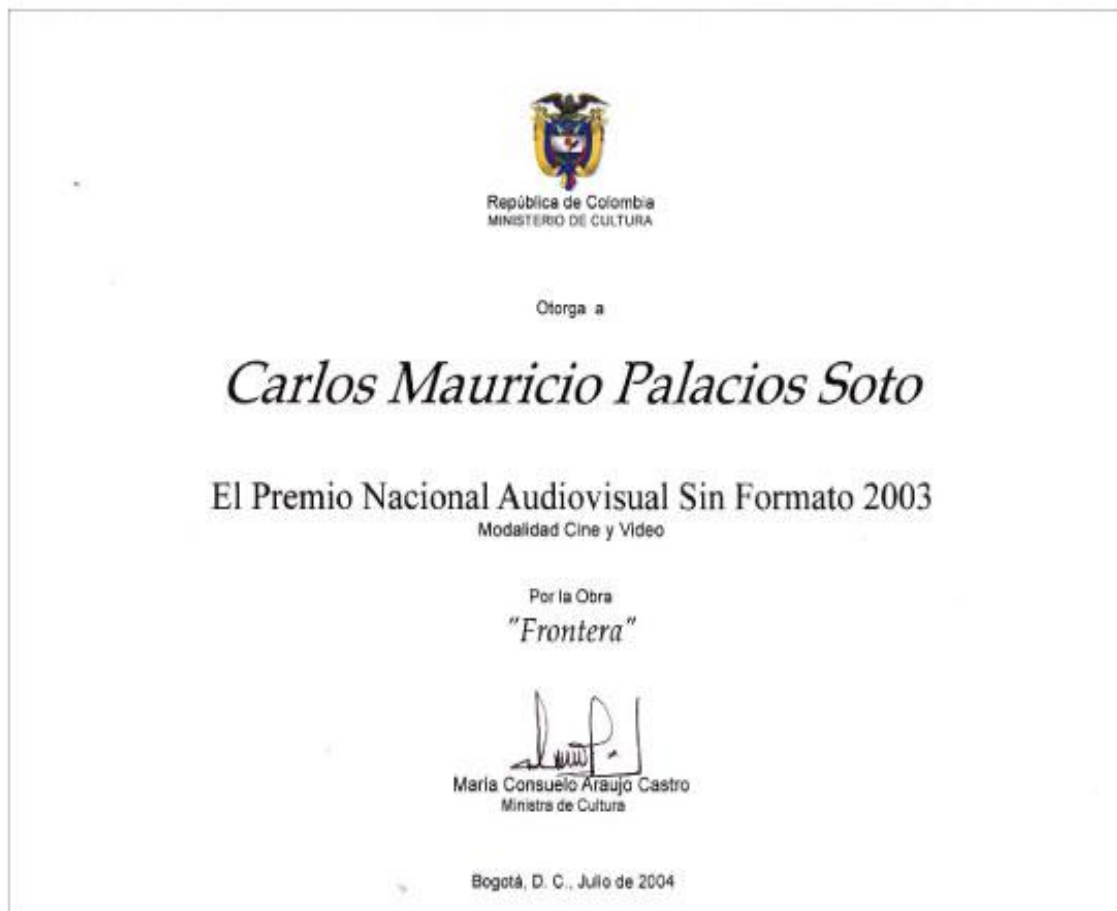 República de Colombia
MINISTERIO DE CULTURA
Otorga a
Carlos Mauricio Palacios Soto
El Premio Nacional Audiovisual Sin Formato 2003
Modalidad Cine y Video
Por la Obra
"Frontera"
María Consuelo Araujo Castro
Ministra de Cultura
Bogotá, D. C., Julio de 2004